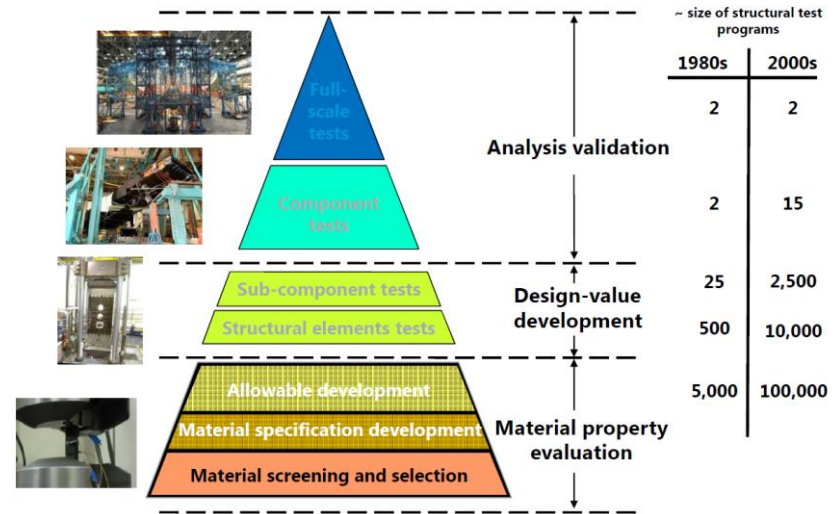 ~ size of structural test
programs
1980s
2000s
Full-
scale
tests
2
2
Analysis validation
Component
tests
2
15
Sub-component tests
Structural elements tests
Design-value
development
25
2,500
500
10,000
Allowable development
Material specification development
Material screening and selection
Material property
evaluation
5,000
100,000